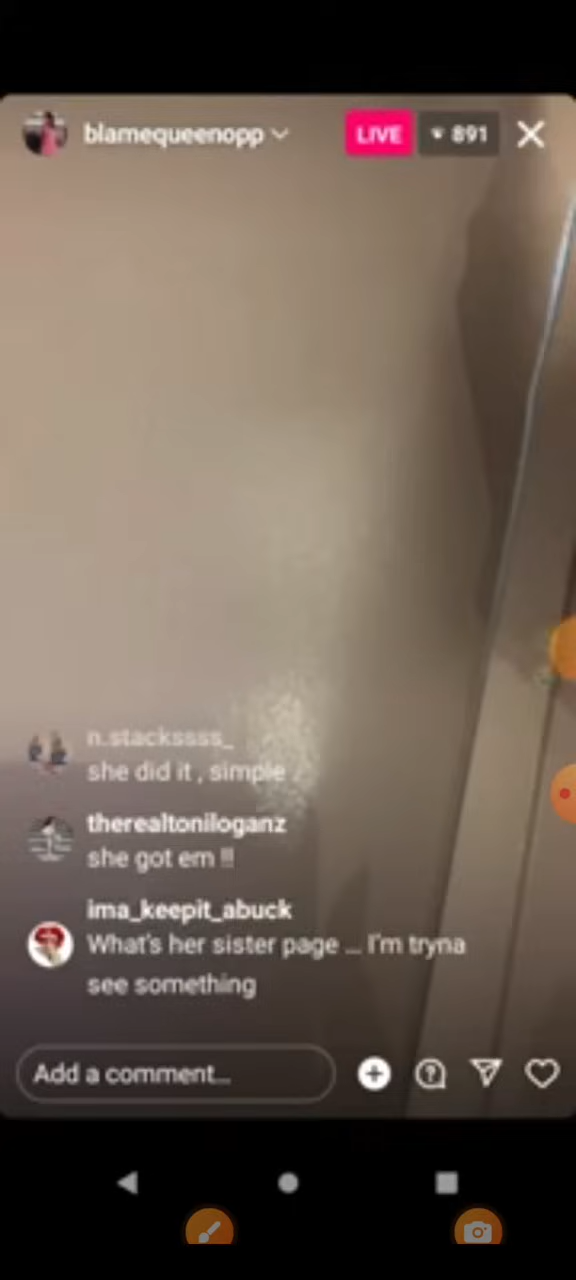 blamequeenopp
LIVE
891
n.stackssss_
she did it , simple
therealtoniloganz
she got em !!
ima_keepit_abuck
What's her sister page ... I'm tryna
see something
Add a comment...